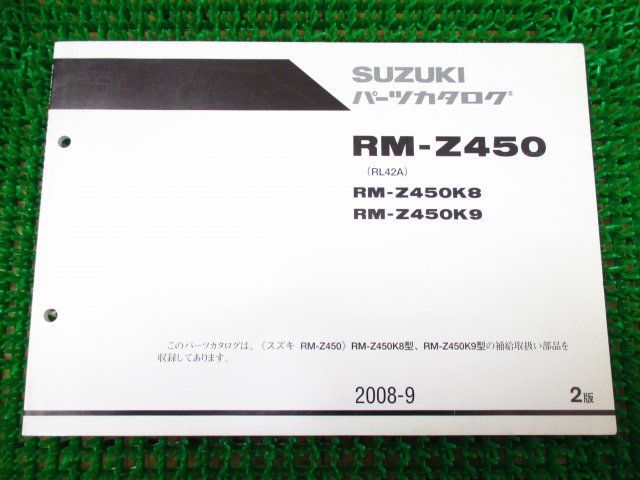 SUZUKI
パーツカタログ
RM-Z450
(RL42A)
RM-Z450K8
RM-Z450K9
このパーツカタログは、〈スズキ RM-Z450〉RM-Z450K8型、RM-Z450K9型の補給取扱い部品を
収録してあります。
2008-9
2版